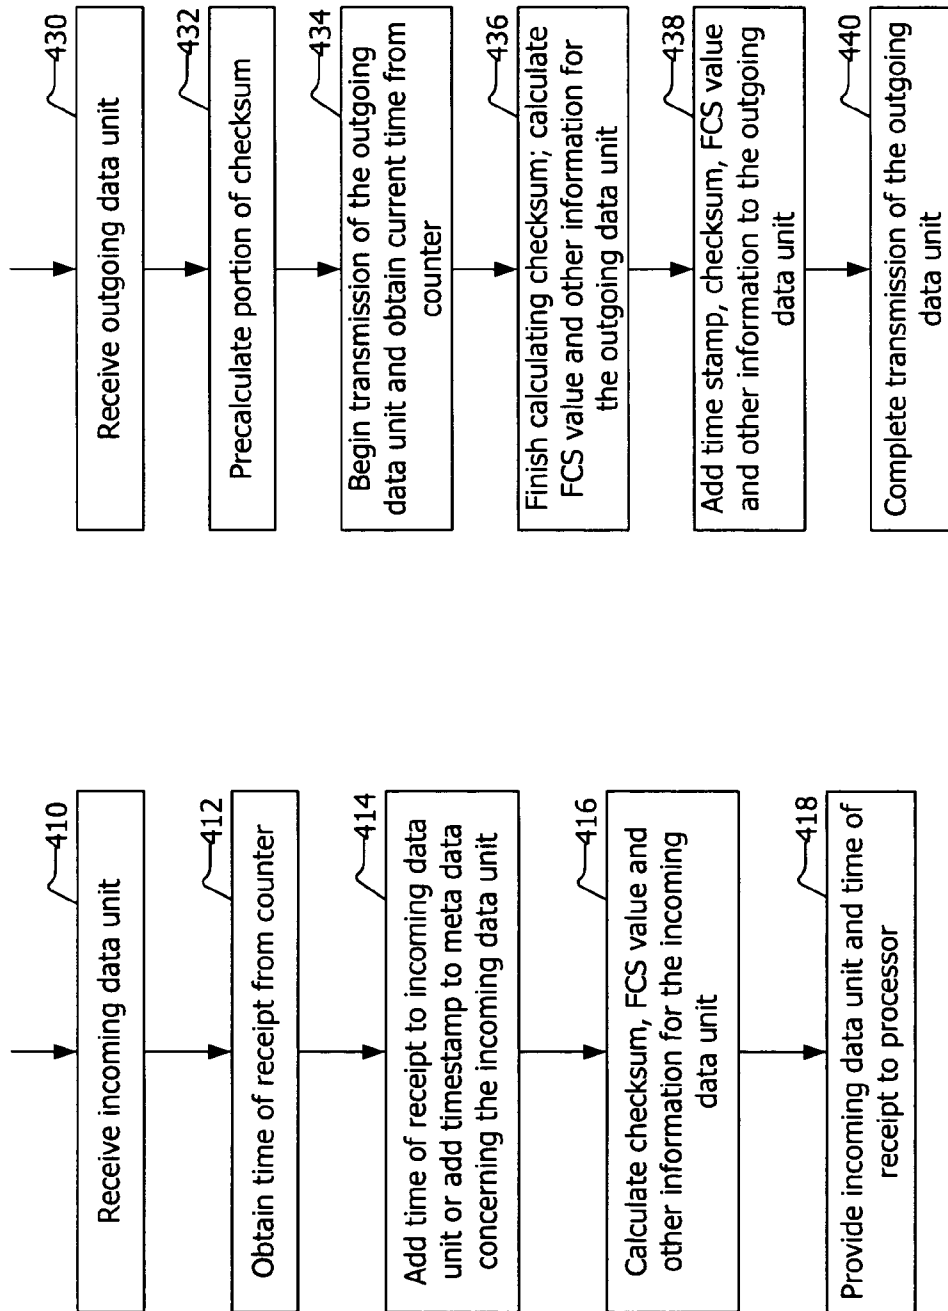 410
Receive incoming data unit
412
Obtain time of receipt from counter
414
Add time of receipt to incoming data
unit or add timestamp to meta data
concerning the incoming data unit
416
Calculate checksum, FCS value and
other information for the incoming
data unit
418
Provide incoming data unit and time of
receipt to processor
430
Receive outgoing data unit
432
Precalculate portion of checksum
434
Begin transmission of the outgoing
data unit and obtain current time from
counter
436
Finish calculating checksum; calculate
FCS value and other information for
the outgoing data unit
438
Add time stamp, checksum, FCS value
and other information to the outgoing
data unit
440
Complete transmission of the outgoing
data unit